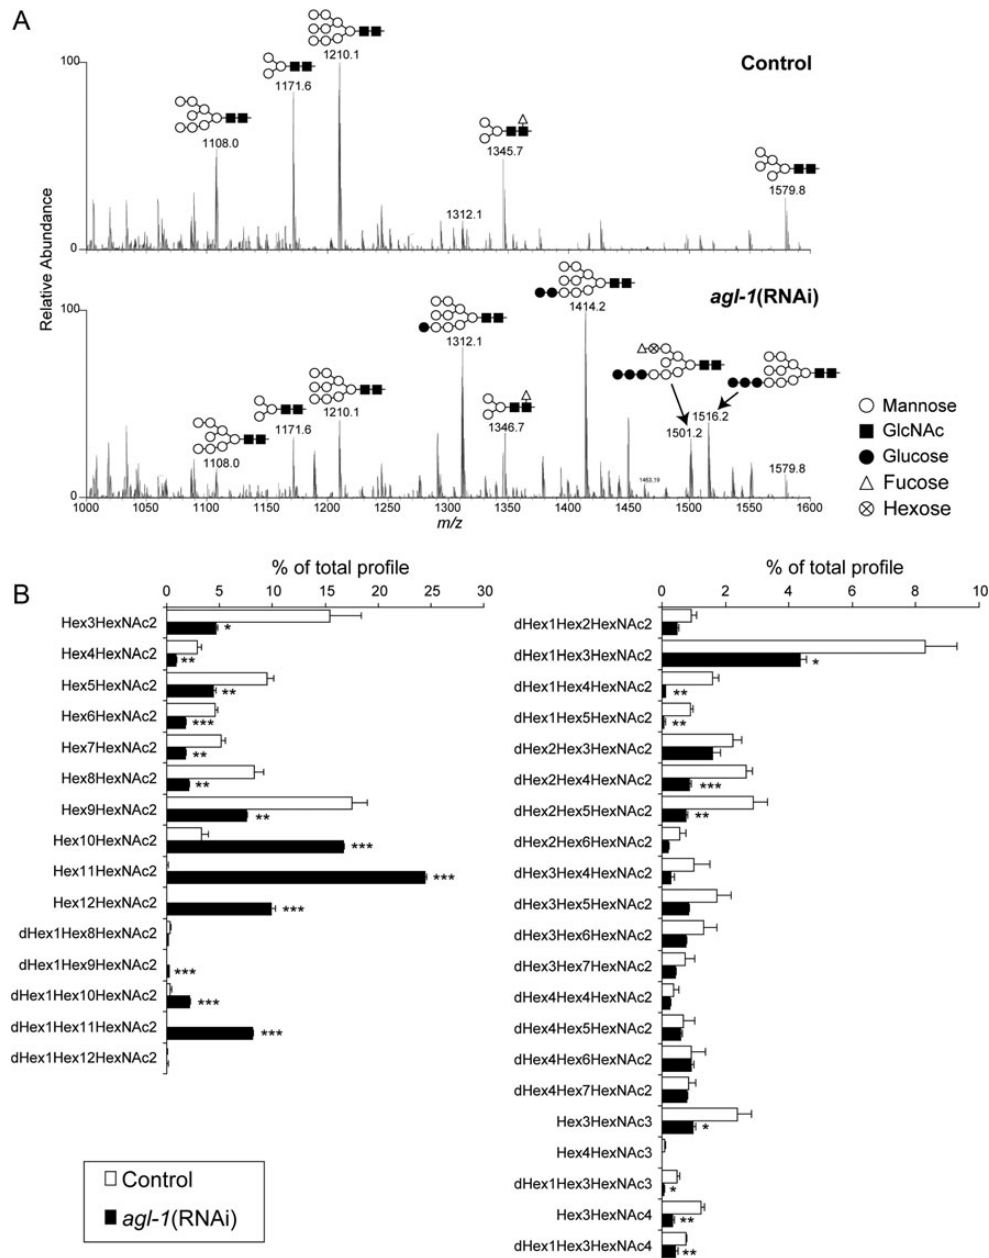 A
Control
Relative Abundance
100
0
1108.0
1171.6
1210.1
1312.1
1345.7
1579.8
agl-1(RNAi)
100
0
1108.0
1171.6
1210.1
1312.1
1346.7
1414.2
1463.19
1501.2
1516.2
1579.8
1000 1050 1100 1150 1200 1250 1300 1350 1400 1450 1500 1550 1600
m/z
Mannose
GlcNAc
Glucose
Fucose
Hexose
B
% of total profile
0 5 10 15 20 25 30
Hex3HexNAc2 *
Hex4HexNAc2 **
Hex5HexNAc2 **
Hex6HexNAc2 ***
Hex7HexNAc2 **
Hex8HexNAc2 **
Hex9HexNAc2 **
Hex10HexNAc2 ***
Hex11HexNAc2 ***
Hex12HexNAc2 ***
dHex1Hex8HexNAc2
dHex1Hex9HexNAc2 ***
dHex1Hex10HexNAc2 ***
dHex1Hex11HexNAc2 ***
dHex1Hex12HexNAc2
Control
agl-1(RNAi)
% of total profile
0 2 4 6 8 10
dHex1Hex2HexNAc2
dHex1Hex3HexNAc2 *
dHex1Hex4HexNAc2 **
dHex1Hex5HexNAc2 **
dHex2Hex3HexNAc2
dHex2Hex4HexNAc2 ***
dHex2Hex5HexNAc2 **
dHex2Hex6HexNAc2
dHex3Hex4HexNAc2
dHex3Hex5HexNAc2
dHex3Hex6HexNAc2
dHex3Hex7HexNAc2
dHex4Hex4HexNAc2
dHex4Hex5HexNAc2
dHex4Hex6HexNAc2
dHex4Hex7HexNAc2
Hex3HexNAc3 *
Hex4HexNAc3
dHex1Hex3HexNAc3 *
Hex3HexNAc4 **
dHex1Hex3HexNAc4 **